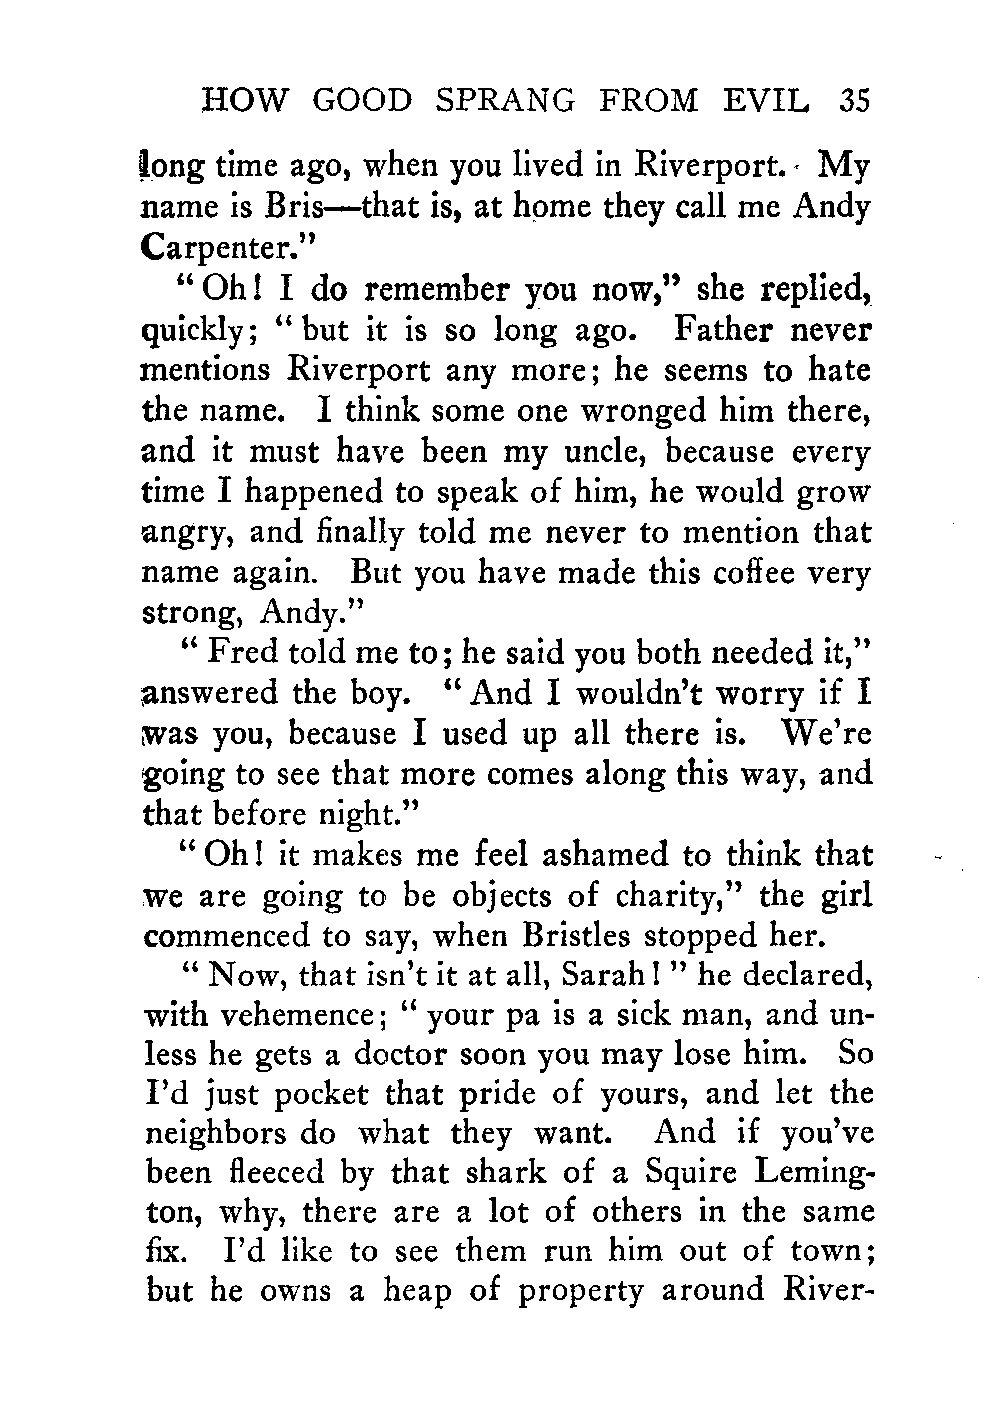 HOW GOOD SPRANG FROM EVIL 35
long time ago, when you lived in Riverport. My
name is Bris—that is, at home they call me Andy
Carpenter."
"Oh! I do remember you now," she replied,
quickly; "but it is so long ago. Father never
mentions Riverport any more; he seems to hate
the name. I think some one wronged him there,
and it must have been my uncle, because every
time I happened to speak of him, he would grow
angry, and finally told me never to mention that
name again. But you have made this coffee very
strong, Andy."
"Fred told me to; he said you both needed it,"
answered the boy. "And I wouldn't worry if I
was you, because I used up all there is. We're
going to see that more comes along this way, and
that before night."
"Oh! it makes me feel ashamed to think that
we are going to be objects of charity," the girl
commenced to say, when Bristles stopped her.
"Now, that isn't it at all, Sarah!" he declared,
with vehemence; "your pa is a sick man, and un-
less he gets a doctor soon you may lose him. So
I'd just pocket that pride of yours, and let the
neighbors do what they want. And if you've
been fleeced by that shark of a Squire Leming-
ton, why, there are a lot of others in the same
fix. I'd like to see them run him out of town;
but he owns a heap of property around River-